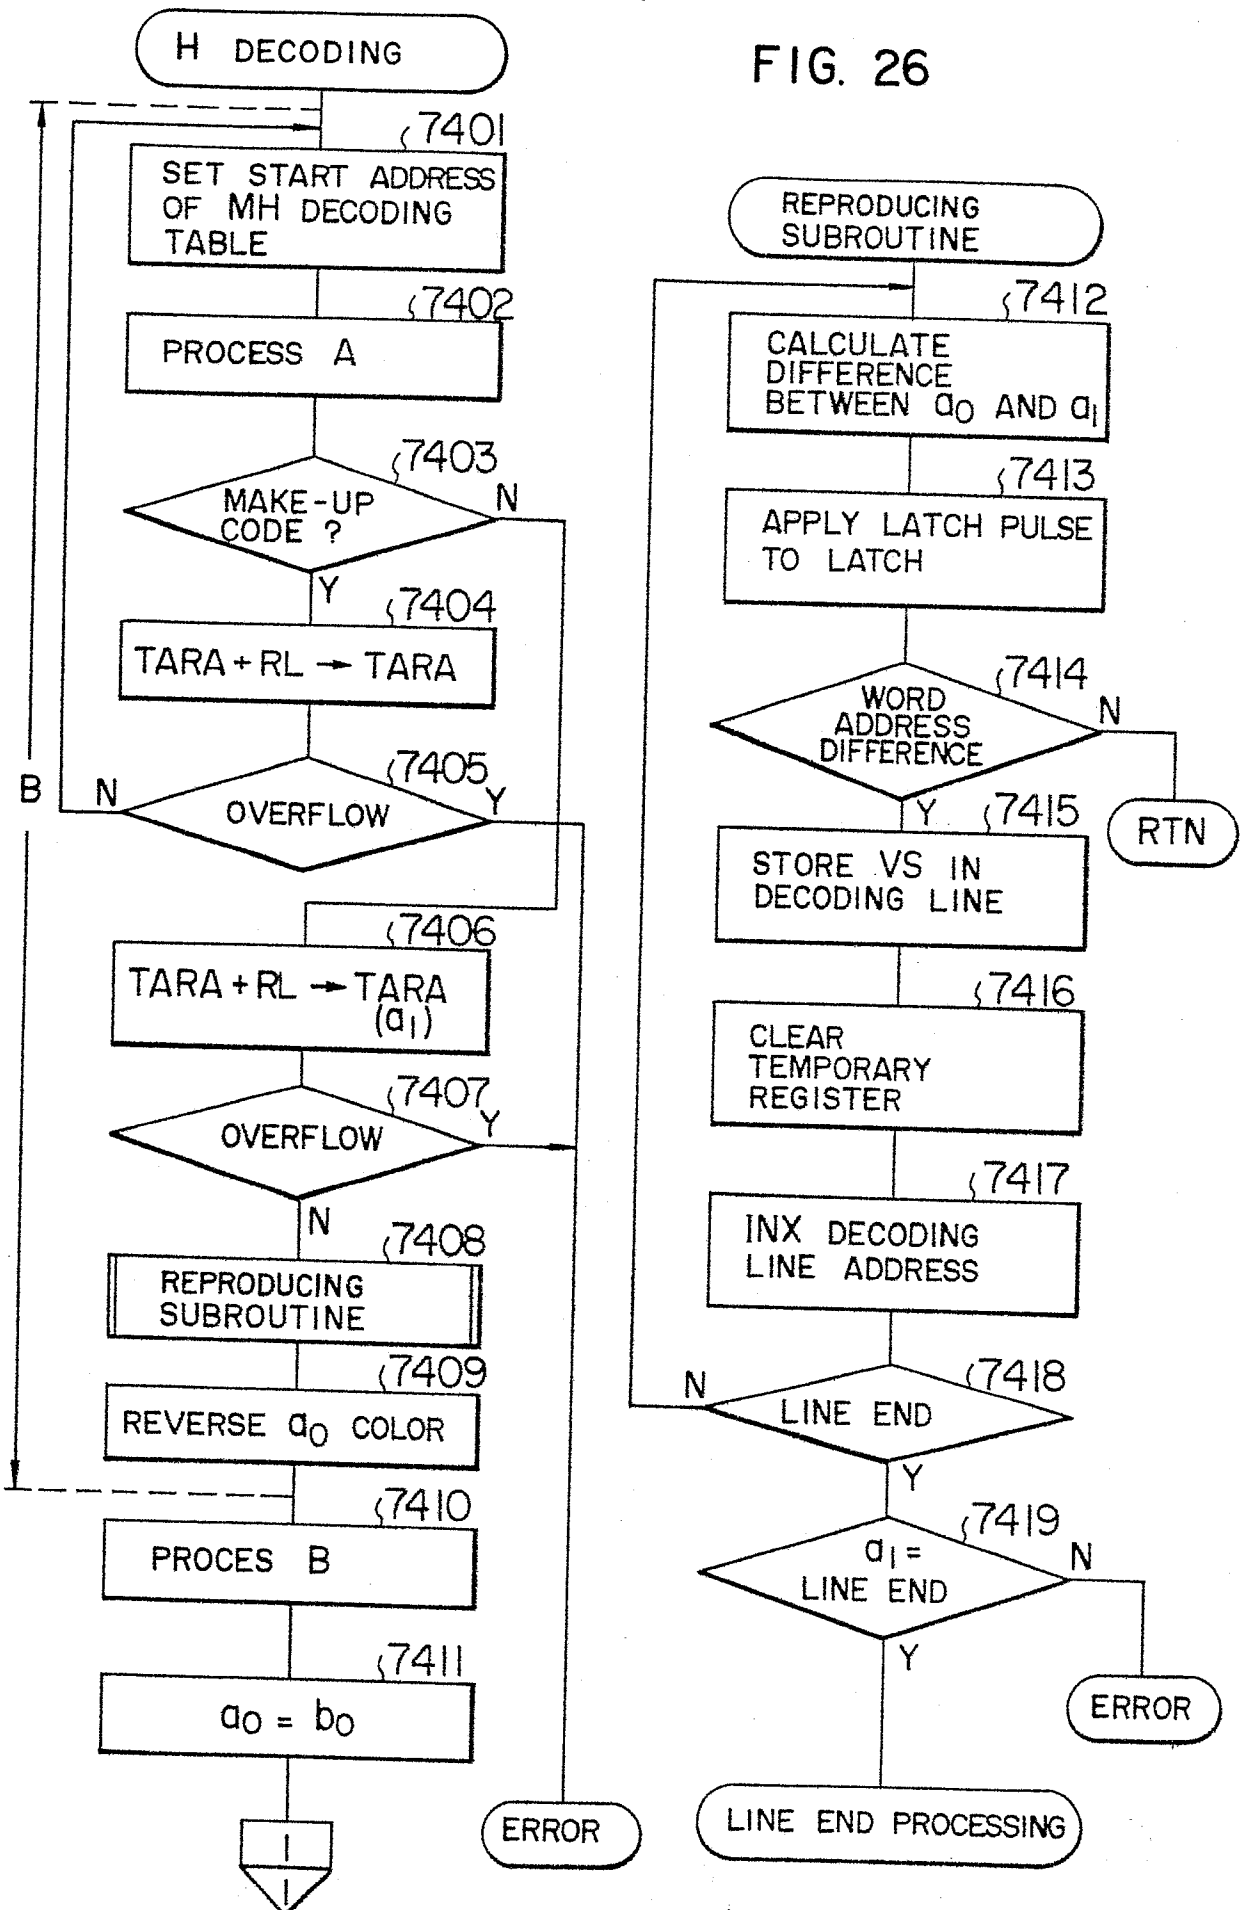 FIG. 26
H DECODING
7401
SET START ADDRESS
OF MH DECODING
TABLE
7402
PROCESS A
7403
MAKE-UP
CODE ?
N
Y
7404
TARA + RL → TARA
7405
OVERFLOW
N
Y
B
7406
TARA + RL → TARA
(a1)
7407
OVERFLOW
Y
N
7408
REPRODUCING
SUBROUTINE
7409
REVERSE a0 COLOR
7410
PROCES B
7411
a0 = b0
I
I
ERROR
REPRODUCING
SUBROUTINE
7412
CALCULATE
DIFFERENCE
BETWEEN a0 AND a1
7413
APPLY LATCH PULSE
TO LATCH
7414
WORD
ADDRESS
DIFFERENCE
N
Y
RTN
7415
STORE VS IN
DECODING LINE
7416
CLEAR
TEMPORARY
REGISTER
7417
INX DECODING
LINE ADDRESS
7418
LINE END
N
Y
7419
a1 =
LINE END
N
Y
ERROR
LINE END PROCESSING